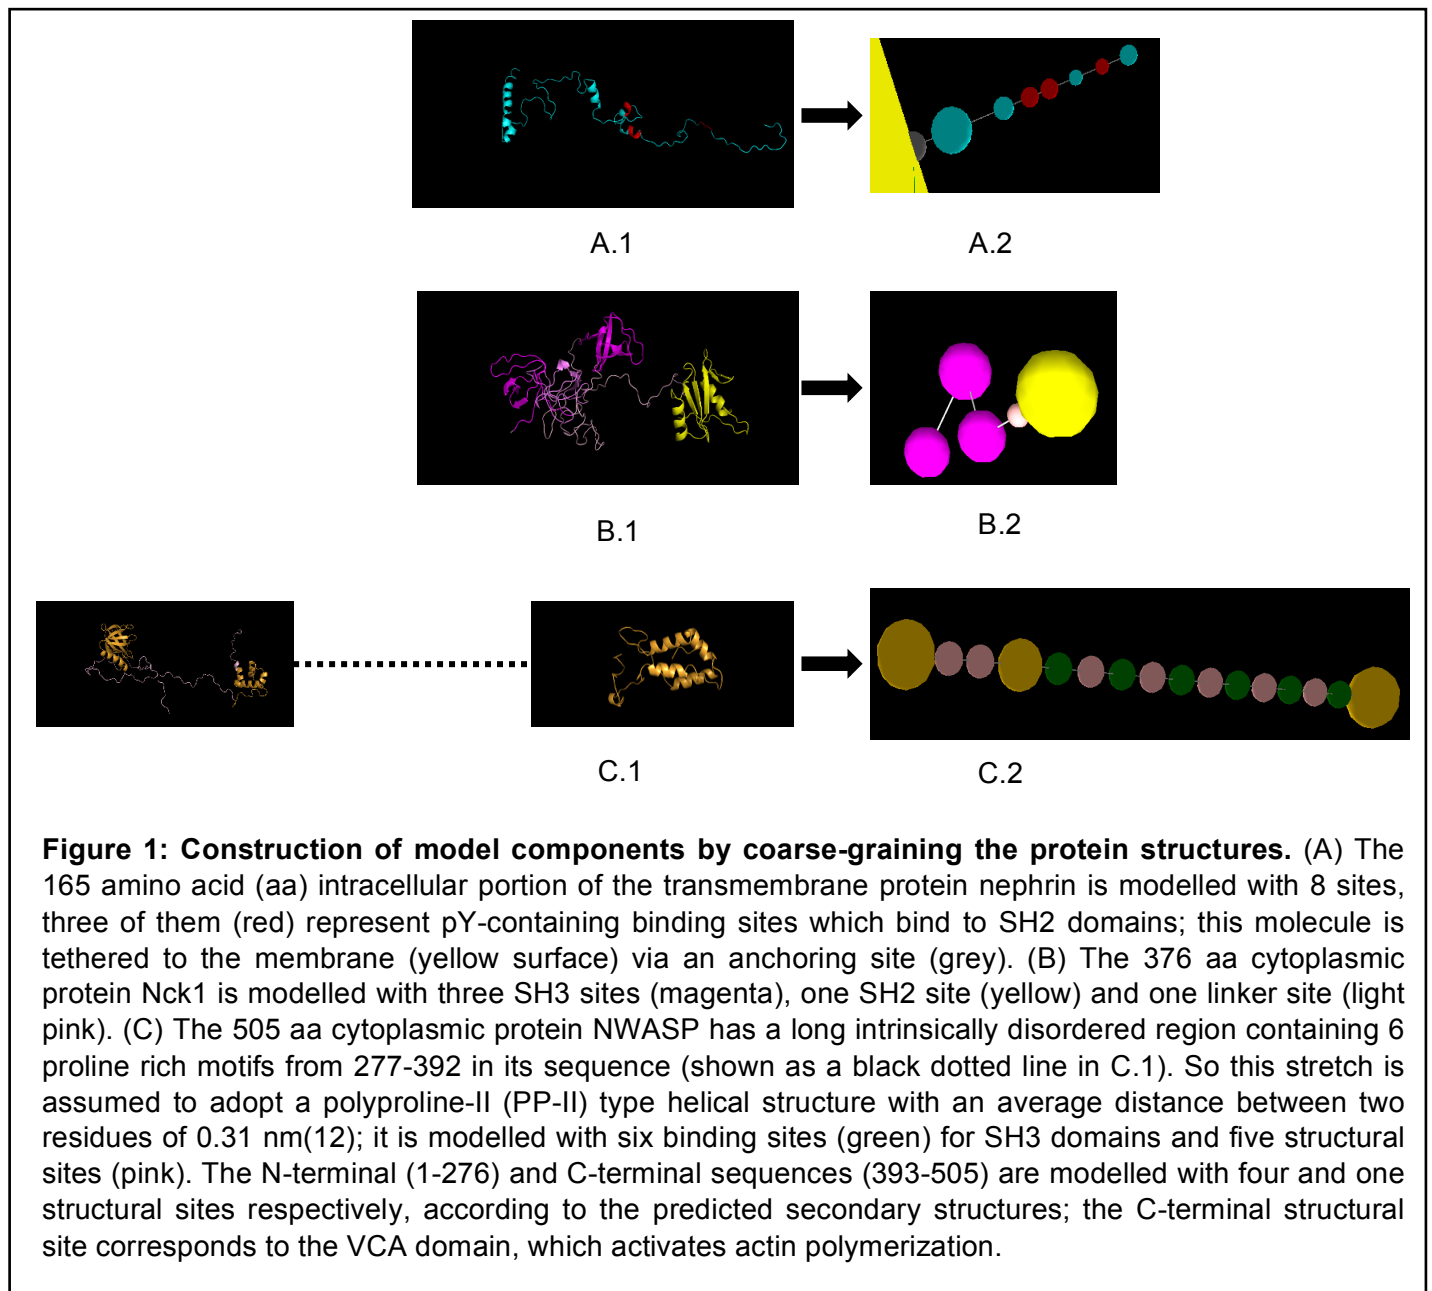 A.1
A.2
B.1
B.2
C.1
C.2
Figure 1: Construction of model components by coarse-graining the protein structures. (A) The
165 amino acid (aa) intracellular portion of the transmembrane protein nephrin is modelled with 8 sites,
three of them (red) represent pY-containing binding sites which bind to SH2 domains; this molecule is
tethered to the membrane (yellow surface) via an anchoring site (grey). (B) The 376 aa cytoplasmic
protein Nck1 is modelled with three SH3 sites (magenta), one SH2 site (yellow) and one linker site (light
pink). (C) The 505 aa cytoplasmic protein NWASP has a long intrinsically disordered region containing 6
proline rich motifs from 277-392 in its sequence (shown as a black dotted line in C.1). So this stretch is
assumed to adopt a polyproline-II (PP-II) type helical structure with an average distance between two
residues of 0.31 nm(12); it is modelled with six binding sites (green) for SH3 domains and five structural
sites (pink). The N-terminal (1-276) and C-terminal sequences (393-505) are modelled with four and one
structural sites respectively, according to the predicted secondary structures; the C-terminal structural
site corresponds to the VCA domain, which activates actin polymerization.